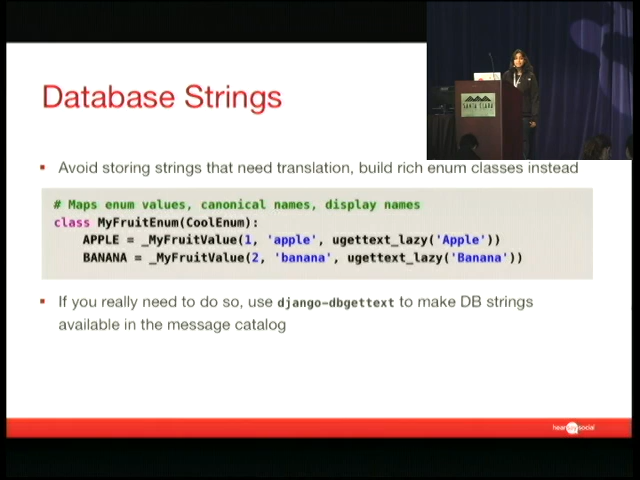 Database Strings
SANTA CLARA
▪ Avoid storing strings that need translation, build rich enum classes instead
# Maps enum values, canonical names, display names
class MyFruitEnum(CoolEnum):
APPLE = _MyFruitValue(1, 'apple', ugettext_lazy('Apple'))
BANANA = _MyFruitValue(2, 'banana', ugettext_lazy('Banana'))
▪ If you really need to do so, use django-dbgettext to make DB strings
available in the message catalog